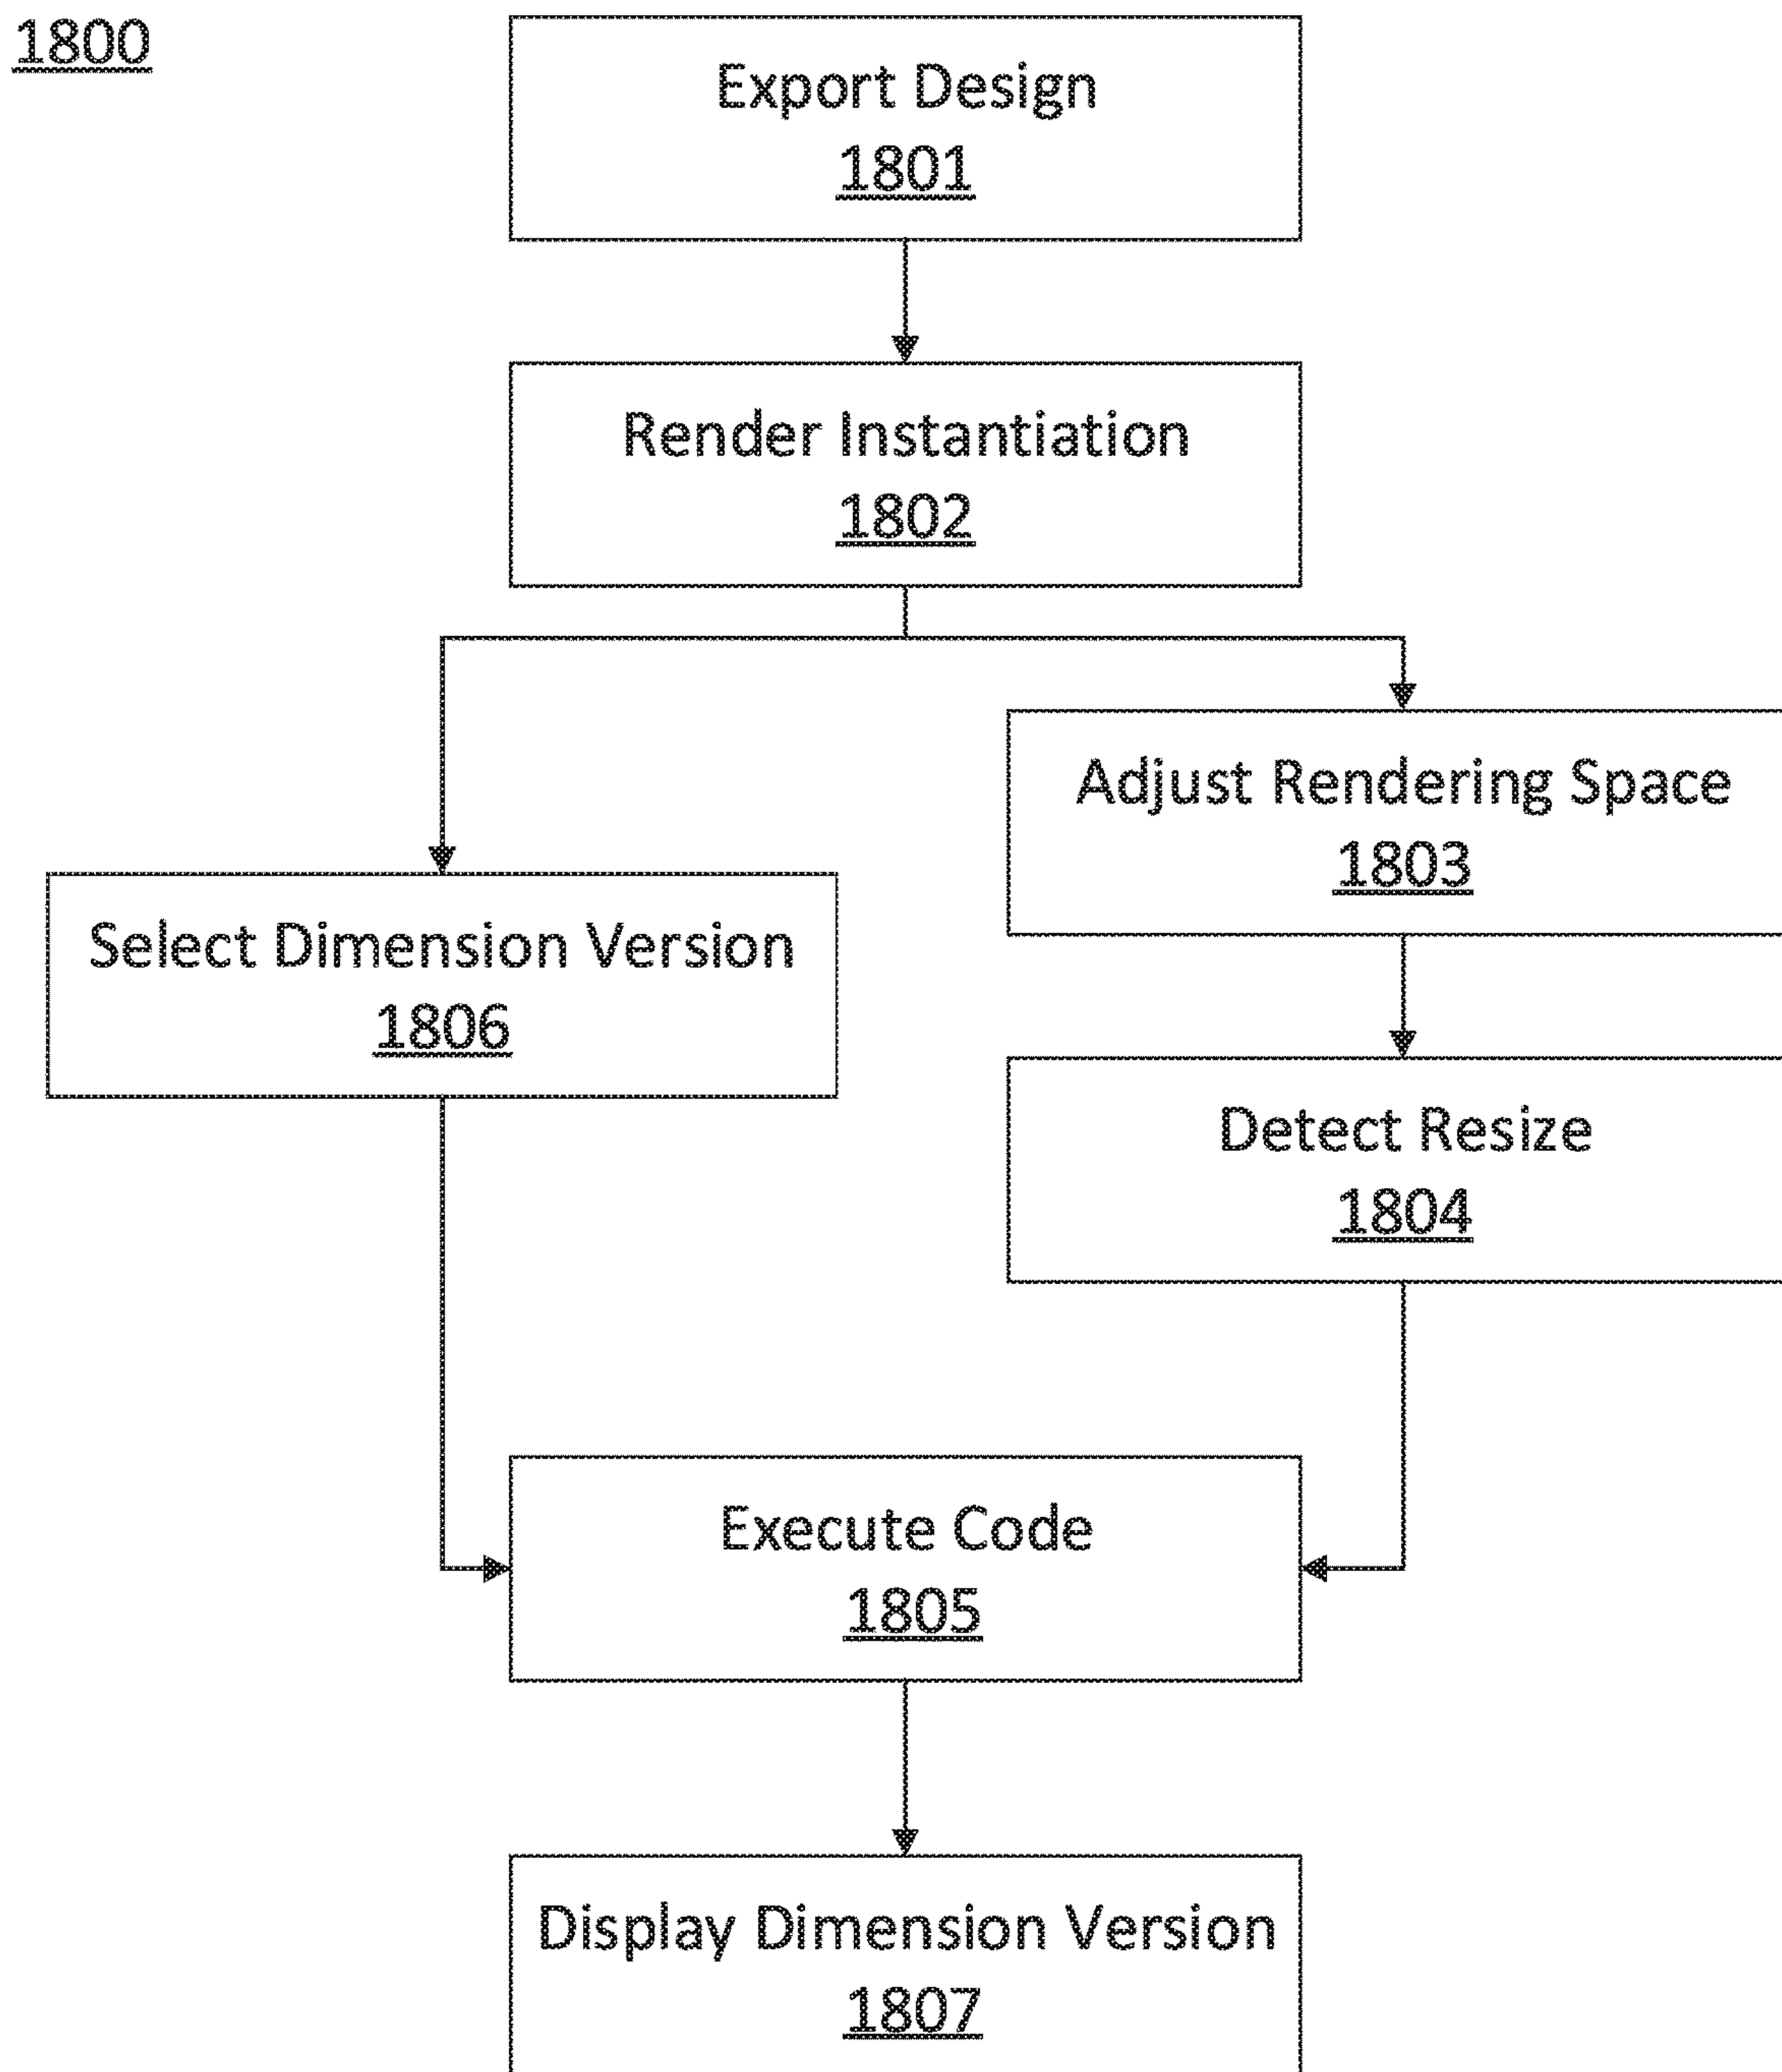 1800
Export Design
1801
Render Instantiation
1802
Adjust Rendering Space
1803
Select Dimension Version
1806
Detect Resize
1804
Execute Code
1805
Display Dimension Version
1807